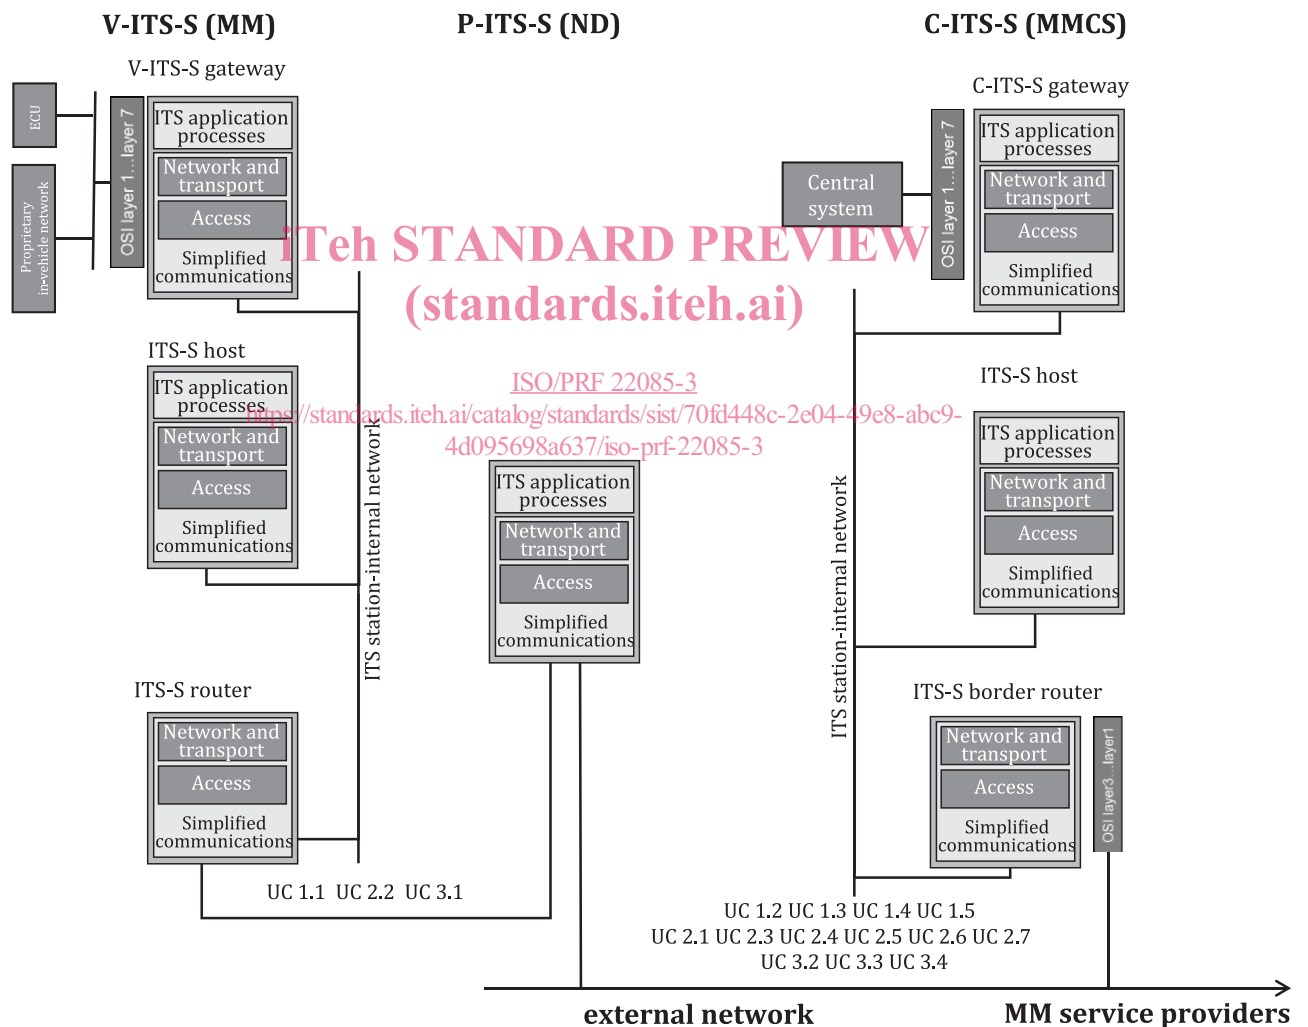 V-ITS-S (MM)
P-ITS-S (ND)
C-ITS-S (MMCS)
V-ITS-S gateway
ECU
Proprietary
in-vehicle network
OSI layer 1...layer 7
ITS application
processes
Network and
transport
Access
Simplified
communications
ITS-S host
ITS application
processes
Network and
transport
Access
Simplified
communications
ITS station-internal network
ITS-S router
Network and
transport
Access
Simplified
communications
UC 1.1 UC 2.2 UC 3.1
iTeh STANDARD PREVIEW
(standards.iteh.ai)
ISO/PRF 22085-3
https://standards.iteh.ai/catalog/standards/sist/70fd448c-2e04-49e8-abc9-
4d095698a637/iso-prf-22085-3
ITS application
processes
Network and
transport
Access
Simplified
communications
C-ITS-S gateway
Central
system
OSI layer 1...layer 7
ITS application
processes
Network and
transport
Access
Simplified
communications
ITS-S host
ITS application
processes
Network and
transport
Access
Simplified
communications
ITS station-internal network
ITS-S border router
Network and
transport
Access
Simplified
communications
OSI layer3...layer1
UC 1.2 UC 1.3 UC 1.4 UC 1.5
UC 2.1 UC 2.3 UC 2.4 UC 2.5 UC 2.6 UC 2.7
UC 3.2 UC 3.3 UC 3.4
external network
MM service providers